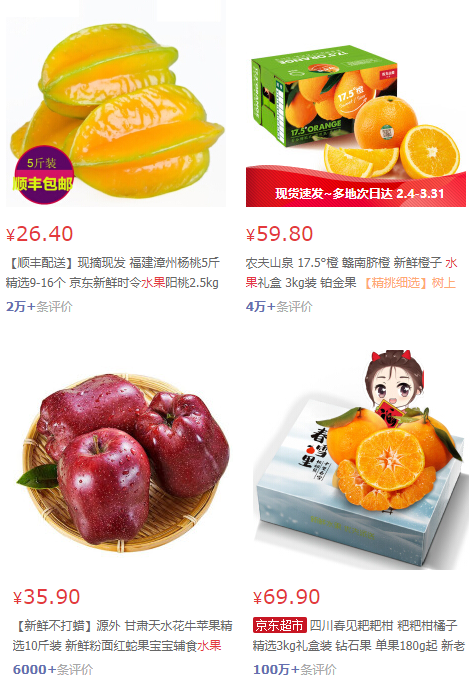 5斤装
顺丰包邮
17.5°橙
17.5°ORANGE
现货速发~多地次日达 2.4-3.31
¥26.40
【顺丰配送】现摘现发 福建漳州杨桃5斤
精选9-16个 京东新鲜时令水果阳桃2.5kg
2万+条评价
¥59.80
农夫山泉 17.5°橙 赣南脐橙 新鲜橙子 水
果礼盒 3kg装 铂金果 【精挑细选】树上
4万+条评价
春
雪
里
¥35.90
【新鲜不打蜡】源外 甘肃天水花牛苹果精
选10斤装 新鲜粉面红蛇果宝宝辅食水果
6000+条评价
¥69.90
京东超市 四川春见耙耙柑 粑粑柑橘子
精选3kg礼盒装 钻石果 单果180g起 新老
100万+条评价